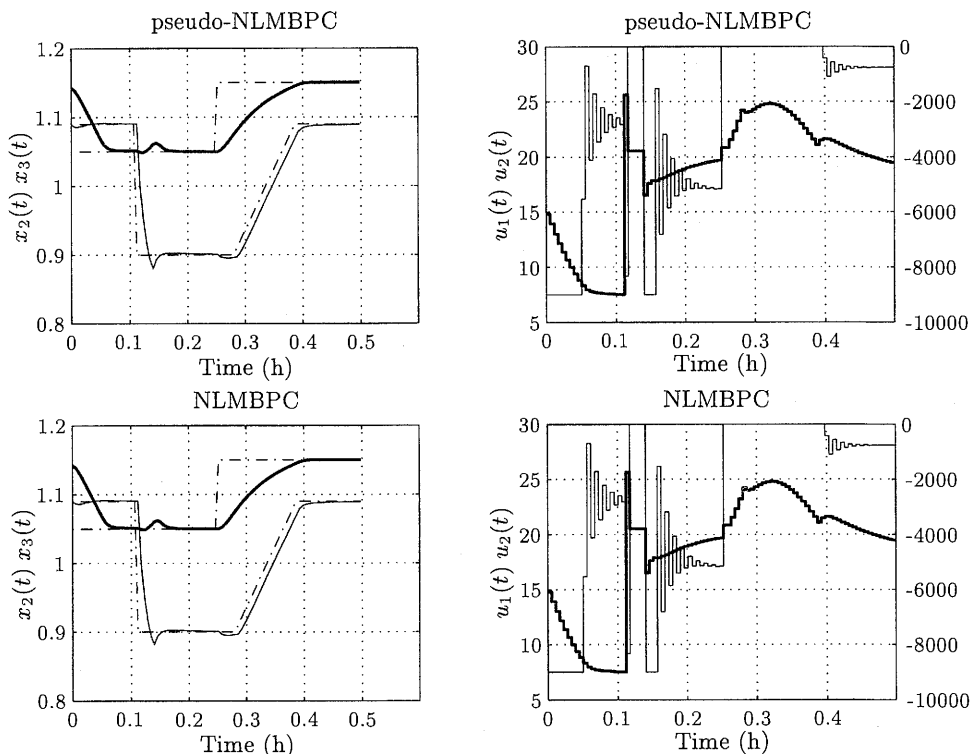 pseudo-NLMBPC
x₂(t) x₃(t)
1.2
1.1
1
0.9
0.8
0 0.1 0.2 0.3 0.4 0.5
Time (h)
pseudo-NLMBPC
u₁(t) u₂(t)
30
25
20
15
10
5
0
-2000
-4000
-6000
-8000
-10000
0 0.1 0.2 0.3 0.4
Time (h)
NLMBPC
x₂(t) x₃(t)
1.2
1.1
1
0.9
0.8
0 0.1 0.2 0.3 0.4 0.5
Time (h)
NLMBPC
u₁(t) u₂(t)
30
25
20
15
10
5
0
-2000
-4000
-6000
-8000
-10000
0 0.1 0.2 0.3 0.4
Time (h)